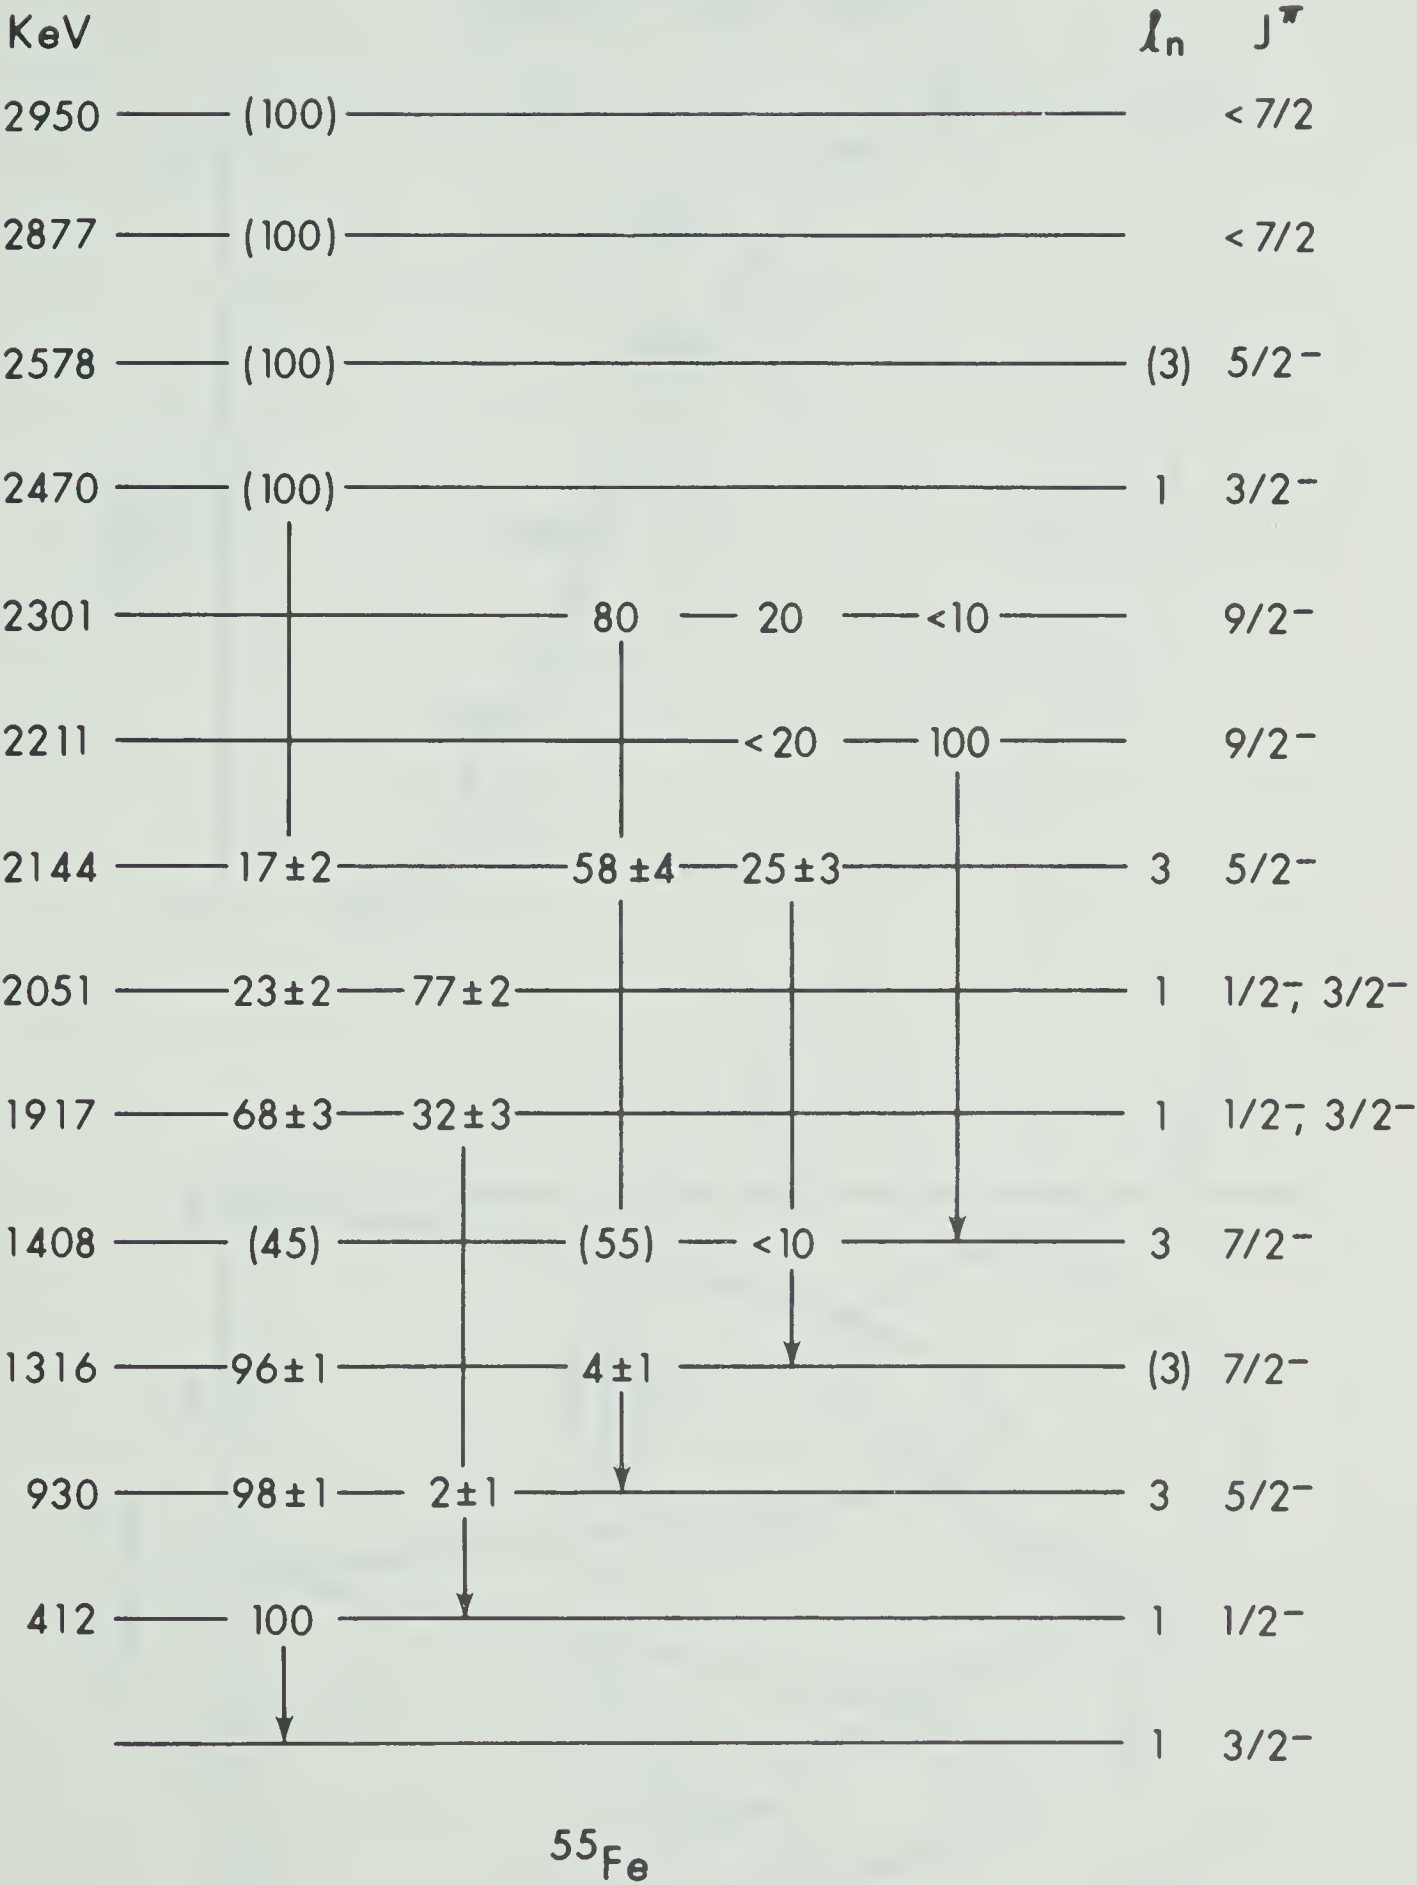 KeV ℓn Jπ
2950 (100) < 7/2
2877 (100) < 7/2
2578 (100) (3) 5/2−
2470 (100) 1 3/2−
2301 80 20 <10 9/2−
2211 <20 100 9/2−
2144 17±2 58±4 25±3 3 5/2−
2051 23±2 77±2 1 1/2−, 3/2−
1917 68±3 32±3 1 1/2−, 3/2−
1408 (45) (55) <10 3 7/2−
1316 96±1 4±1 (3) 7/2−
930 98±1 2±1 3 5/2−
412 100 1 1/2−
1 3/2−
55Fe